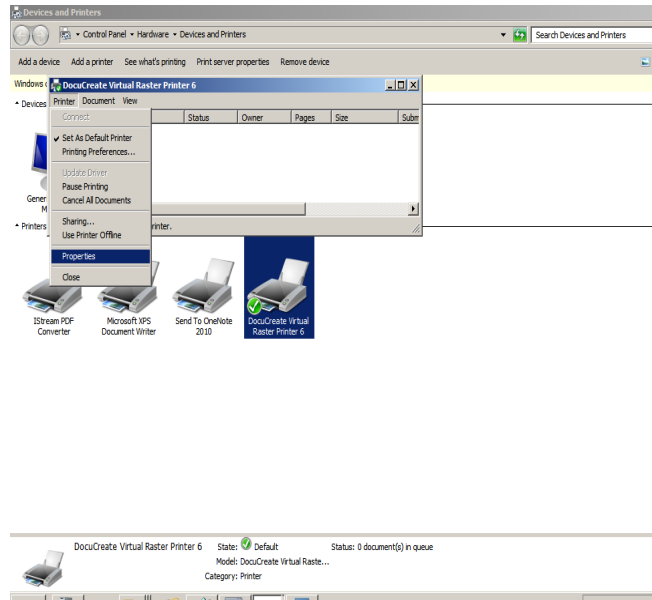 Devices and Printers
Control Panel Hardware Devices and Printers
Search Devices and Printers
Add a device Add a printer See what's printing Print server properties Remove device
Windows
DocuCreate Virtual Raster Printer 6
Printer Document View
Devices
Connect
Status Owner Pages Size Subm
Set As Default Printer
Printing Preferences...
Update Driver
Pause Printing
Cancel All Documents
Gener
M
Sharing...
Printers
rinter.
Use Printer Offline
Properties
Close
IStream PDF
Converter
Microsoft XPS
Document Writer
Send To OneNote
2010
DocuCreate Virtual
Raster Printer 6
DocuCreate Virtual Raster Printer 6 State: Default Status: 0 document(s) in queue
Model: DocuCreate Virtual Raste...
Category: Printer